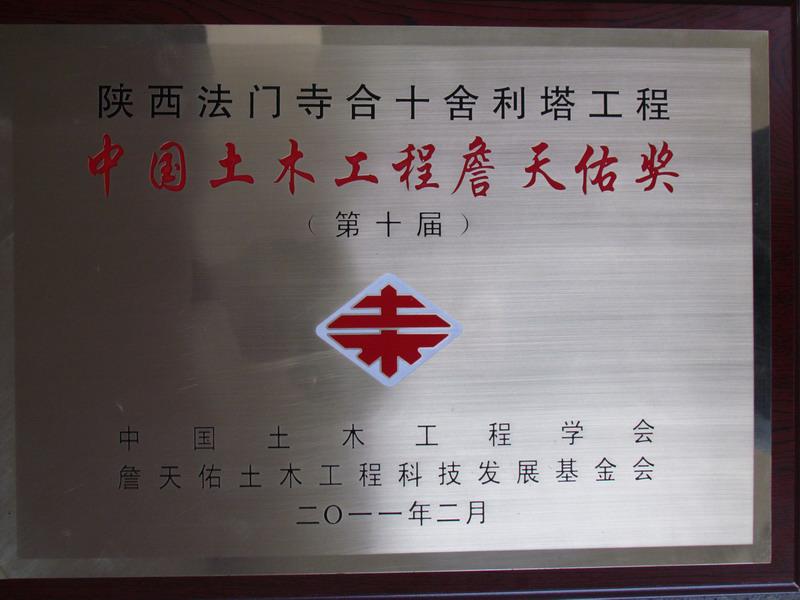 陕西法门寺合十舍利塔工程
中国土木工程詹天佑奖
（第十届）
中国土木工程学会
詹天佑土木工程科技发展基金会
二O一一年二月